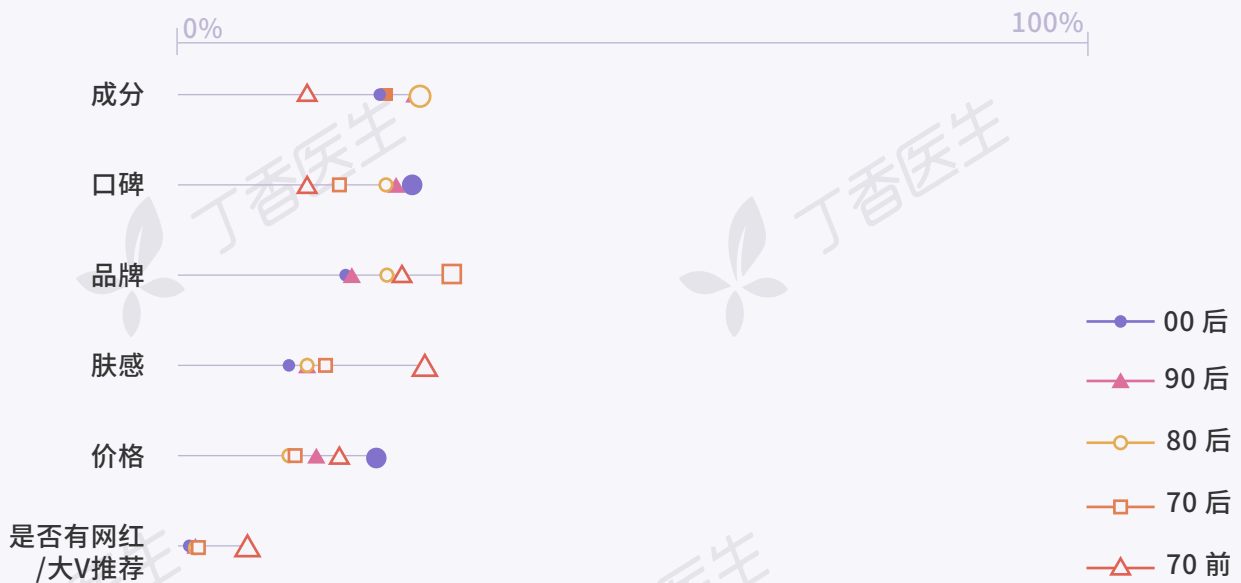 0%
100%
成分
口碑
品牌
肤感
价格
是否有网红
/大V推荐
00 后
90 后
80 后
70 后
70 前
丁香医生
丁香医生